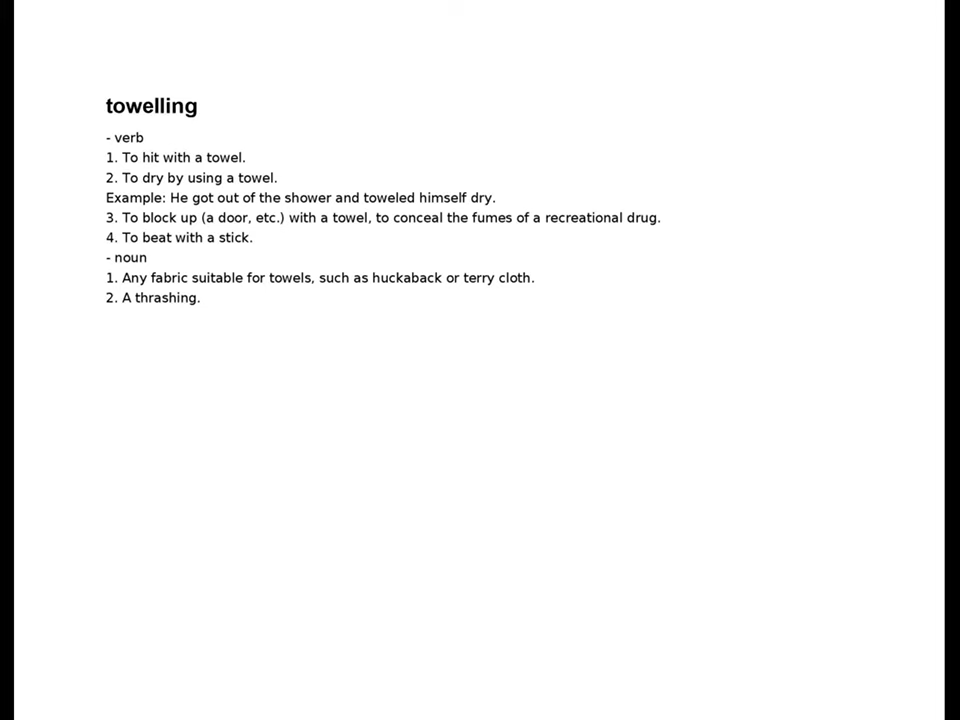 towelling
- verb
1. To hit with a towel.
2. To dry by using a towel.
Example: He got out of the shower and toweled himself dry.
3. To block up (a door, etc.) with a towel, to conceal the fumes of a recreational drug.
4. To beat with a stick.
- noun
1. Any fabric suitable for towels, such as huckaback or terry cloth.
2. A thrashing.